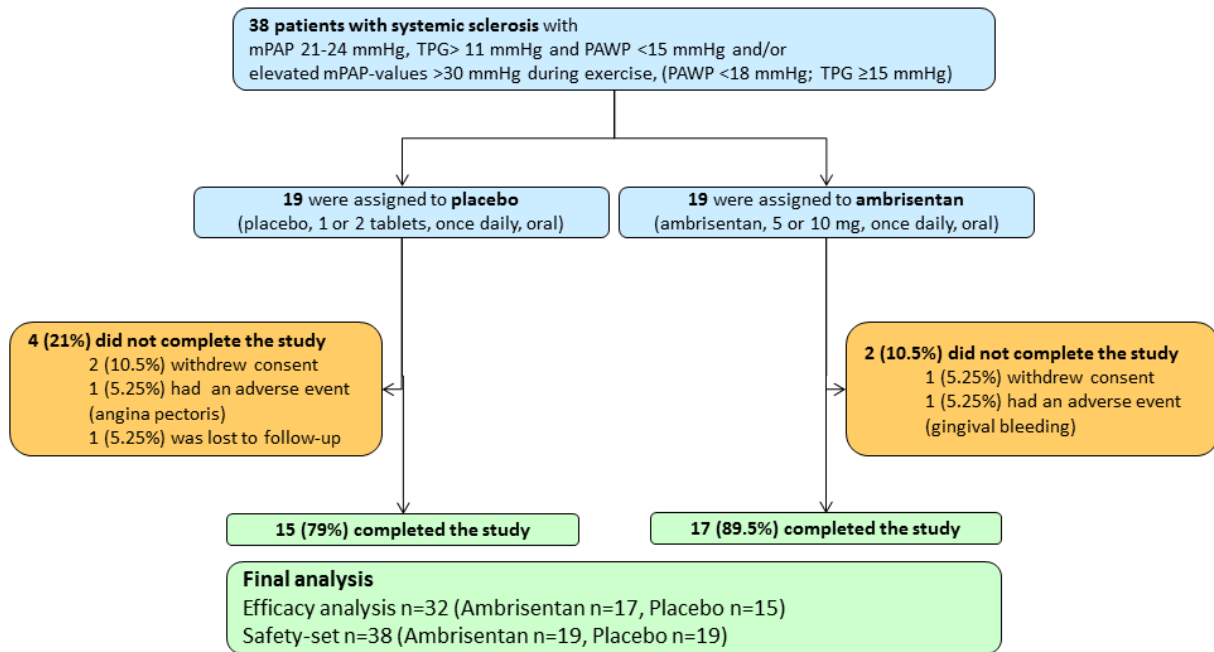 38 patients with systemic sclerosis with
mPAP 21-24 mmHg, TPG> 11 mmHg and PAWP <15 mmHg and/or
elevated mPAP-values >30 mmHg during exercise, (PAWP <18 mmHg; TPG ≥15 mmHg)
19 were assigned to placebo
(placebo, 1 or 2 tablets, once daily, oral)
19 were assigned to ambrisentan
(ambrisentan, 5 or 10 mg, once daily, oral)
4 (21%) did not complete the study
2 (10.5%) withdrew consent
1 (5.25%) had an adverse event
(angina pectoris)
1 (5.25%) was lost to follow-up
2 (10.5%) did not complete the study
1 (5.25%) withdrew consent
1 (5.25%) had an adverse event
(gingival bleeding)
15 (79%) completed the study
17 (89.5%) completed the study
Final analysis
Efficacy analysis n=32 (Ambrisentan n=17, Placebo n=15)
Safety-set n=38 (Ambrisentan n=19, Placebo n=19)